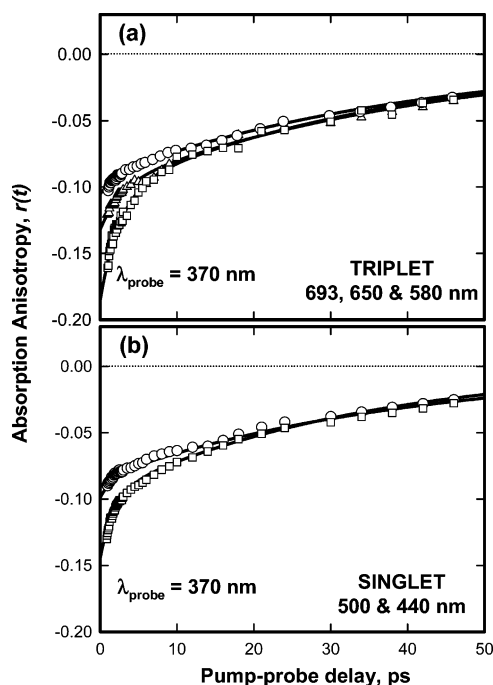 (a)
0.00
-0.05
-0.10
-0.15
-0.20
λprobe = 370 nm
TRIPLET
693, 650 & 580 nm
Absorption Anisotropy, r(t)
(b)
0.00
-0.05
-0.10
-0.15
-0.20
λprobe = 370 nm
SINGLET
500 & 440 nm
0 10 20 30 40 50
Pump-probe delay, ps